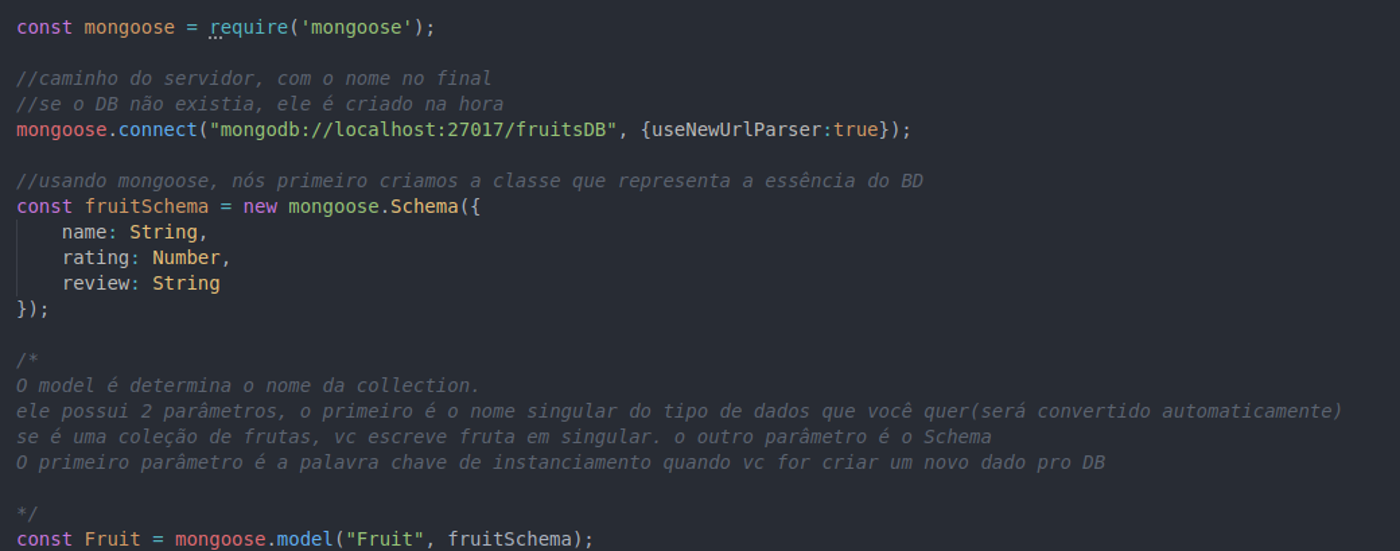 const mongoose = require('mongoose');
//caminho do servidor, com o nome no final
//se o DB não existia, ele é criado na hora
mongoose.connect("mongodb://localhost:27017/fruitsDB", {useNewUrlParser:true});
//usando mongoose, nós primeiro criamos a classe que representa a essência do BD
const fruitSchema = new mongoose.Schema({
    name: String,
    rating: Number,
    review: String
});
/*
O model é determina o nome da collection.
ele possui 2 parâmetros, o primeiro é o nome singular do tipo de dados que você quer(será convertido automaticamente)
se é uma coleção de frutas, vc escreve fruta em singular. o outro parâmetro é o Schema
O primeiro parâmetro é a palavra chave de instanciamento quando vc for criar um novo dado pro DB
*/
const Fruit = mongoose.model("Fruit", fruitSchema);